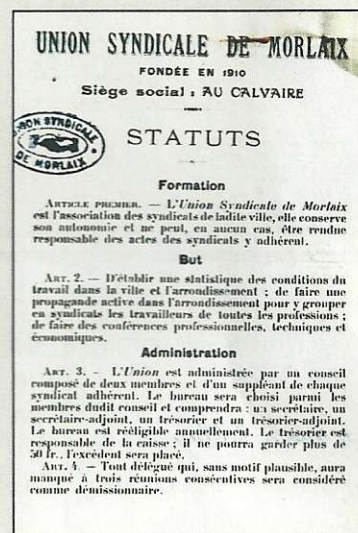 UNION SYNDICALE DE MORLAIX
FONDÉE EN 1910
Siège social : AU CALVAIRE
UNION SYNDICALE
DE MORLAIX
STATUTS
Formation
ARTICLE PREMIER. — L'Union Syndicale de Morlaix
est l'association des syndicats de ladite ville, elle conserve
son autonomie et ne peut, en aucun cas, être rendue
responsable des actes des syndicats y adhérent.
But
ART. 2. — D'établir une statistique des conditions du
travail dans la ville et l'arrondissement ; de faire une
propagande active dans l'arrondissement pour y grouper
en syndicats les travailleurs de toutes les professions ;
de faire des conférences professionnelles, techniques et
économiques.
Administration
ART. 3. - L'Union est administrée par un conseil
composé de deux membres et d'un suppléant de chaque
syndicat adhérent. Le bureau sera choisi parmi les
membres dudit conseil et comprendra : un secrétaire, un
secrétaire-adjoint, un trésorier et un trésorier-adjoint.
Le bureau est rééligible annuellement. Le trésorier est
responsable de la caisse ; il ne pourra garder plus de
50 fr., l'excédent sera placé.
ART. 4. — Tout délégué qui, sans motif plausible, aura
manqué à trois réunions consécutives sera considéré
comme démissionnaire.